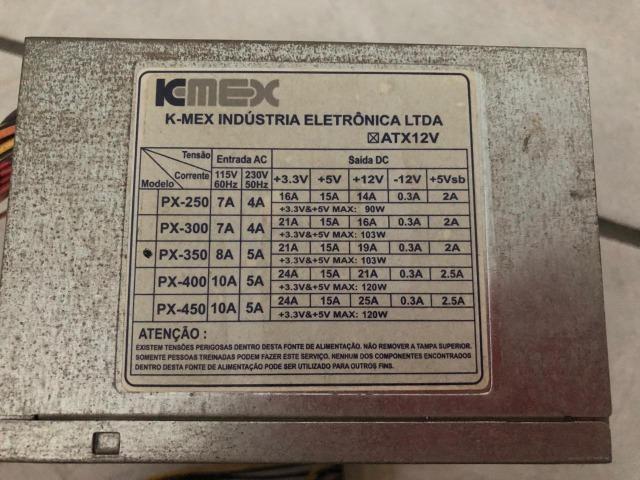 K-MEX
K-MEX INDÚSTRIA ELETRÔNICA LTDA
☒ATX12V
Tensão Corrente Modelo Entrada AC Saída DC
115V 60Hz 230V 50Hz +3.3V +5V +12V -12V +5Vsb
PX-250 7A 4A 16A 15A 14A 0.3A 2A
+3.3V&+5V MAX: 90W
PX-300 7A 4A 21A 15A 16A 0.3A 2A
+3.3V&+5V MAX: 103W
PX-350 8A 5A 21A 15A 19A 0.3A 2A
+3.3V&+5V MAX: 103W
PX-400 10A 5A 24A 15A 21A 0.3A 2.5A
+3.3V&+5V MAX: 120W
PX-450 10A 5A 24A 15A 25A 0.3A 2.5A
+3.3V&+5V MAX: 120W
ATENÇÃO :
EXISTEM TENSÕES PERIGOSAS DENTRO DESTA FONTE DE ALIMENTAÇÃO. NÃO REMOVER A TAMPA SUPERIOR.
SOMENTE PESSOAS TREINADAS PODEM FAZER ESTE SERVIÇO. NENHUM DOS COMPONENTES ENCONTRADOS
DENTRO DESTA FONTE DE ALIMENTAÇÃO PODE SER UTILIZADO PARA OUTROS FINS.